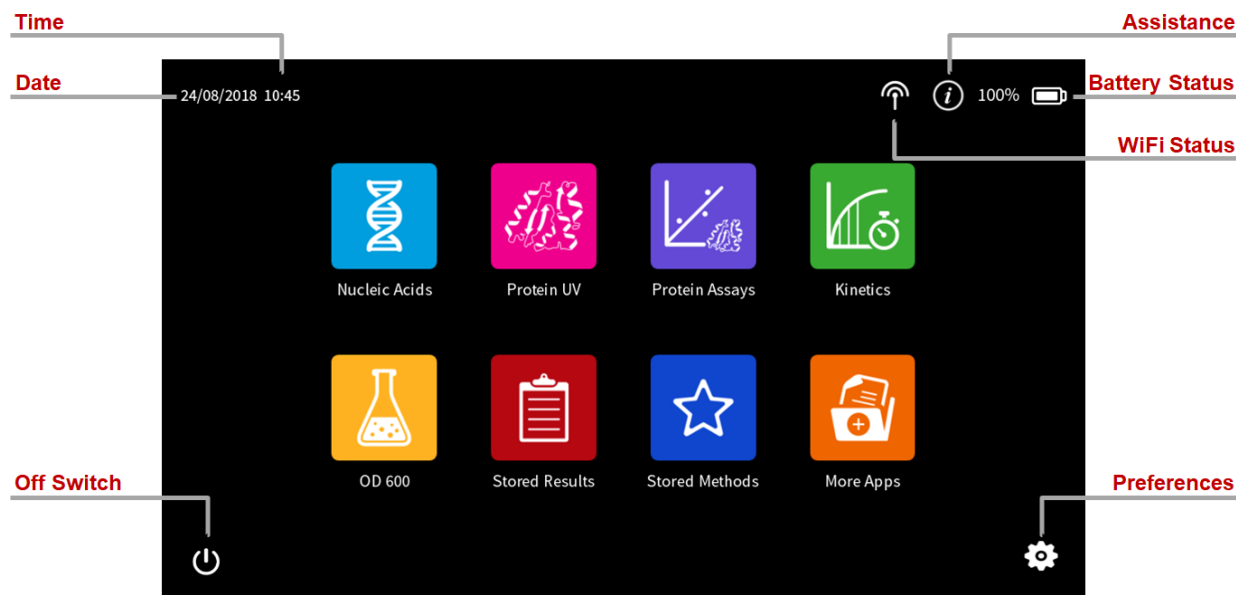 Time
Assistance
Date
24/08/2018 10:45
i
100%
Battery Status
WiFi Status
Nucleic Acids
Protein UV
Protein Assays
Kinetics
OD 600
Stored Results
Stored Methods
More Apps
Off Switch
Preferences